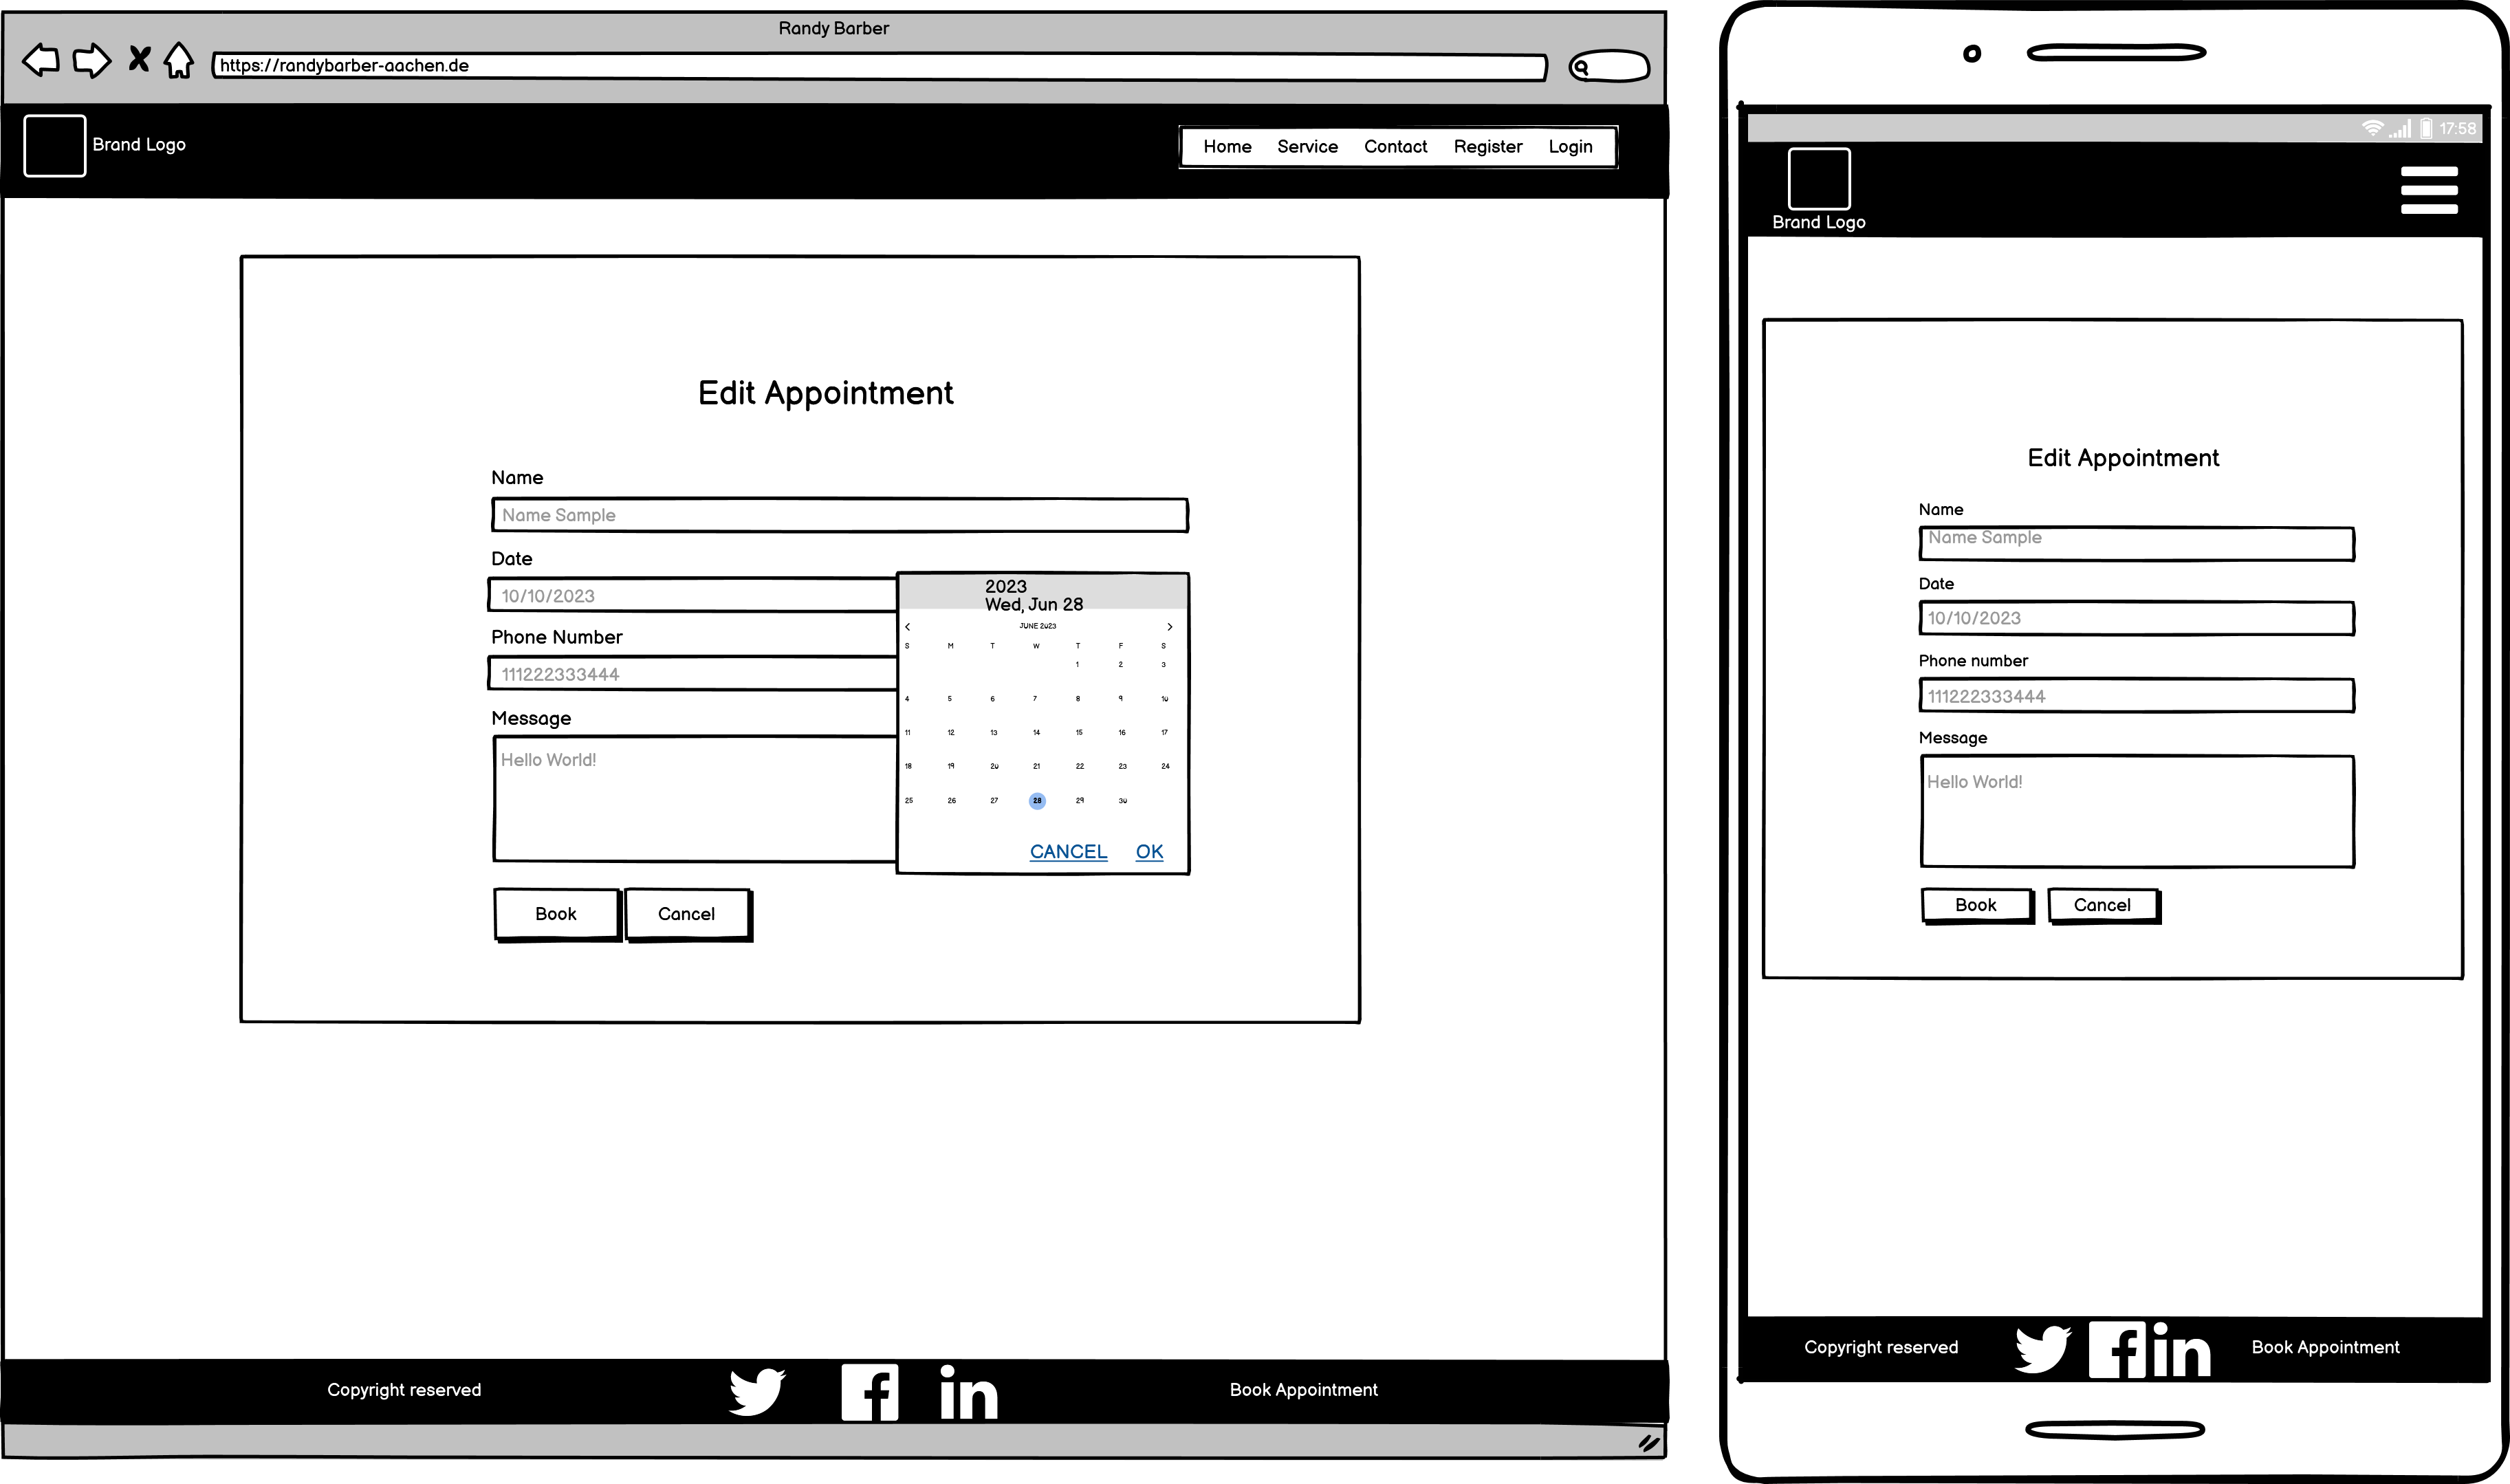 Randy Barber
https://randybarber-aachen.de
Brand Logo
Home Service Contact Register Login
Edit Appointment
Name
Name Sample
Date
10/10/2023
Phone Number
111222333444
Message
Hello World!
2023
Wed, Jun 28
JUNE 2023
S M T W T F S
1 2 3
4 5 6 7 8 9 10
11 12 13 14 15 16 17
18 19 20 21 22 23 24
25 26 27 28 29 30
CANCEL OK
Book Cancel
Copyright reserved
Book Appointment
17:58
Brand Logo
Edit Appointment
Name
Name Sample
Date
10/10/2023
Phone number
111222333444
Message
Hello World!
Book Cancel
Copyright reserved
Book Appointment